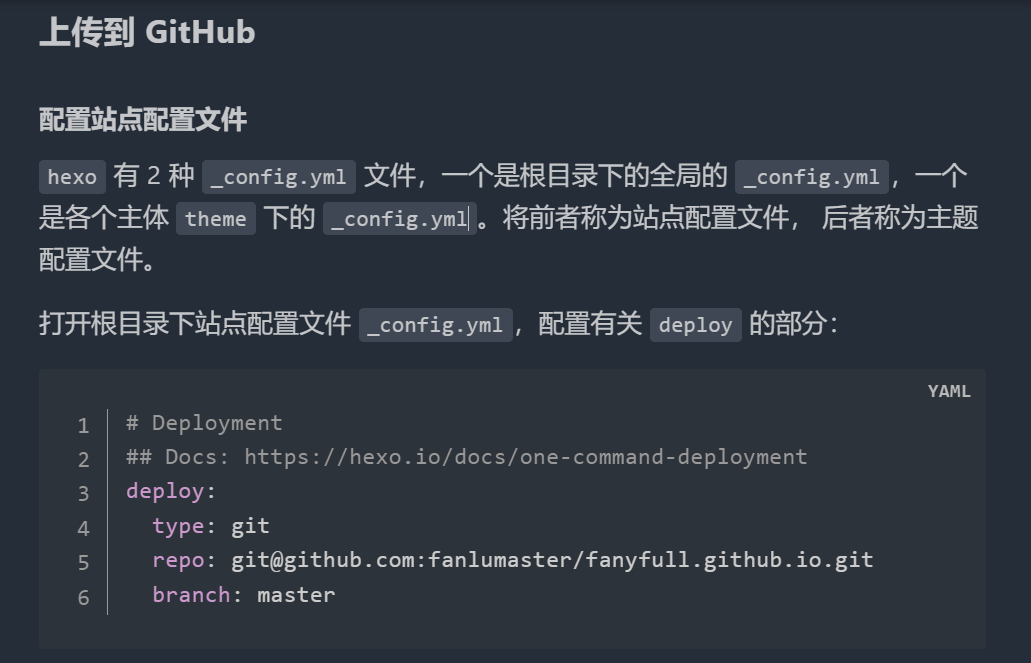 上传到 GitHub
配置站点配置文件
hexo 有 2 种 _config.yml 文件，一个是根目录下的全局的 _config.yml ，一个
是各个主体 theme 下的 _config.yml 。将前者称为站点配置文件， 后者称为主题
配置文件。
打开根目录下站点配置文件 _config.yml ，配置有关 deploy 的部分：
YAML
1 # Deployment
2 ## Docs: https://hexo.io/docs/one-command-deployment
3 deploy:
4   type: git
5   repo: git@github.com:fanlumaster/fanyfull.github.io.git
6   branch: master